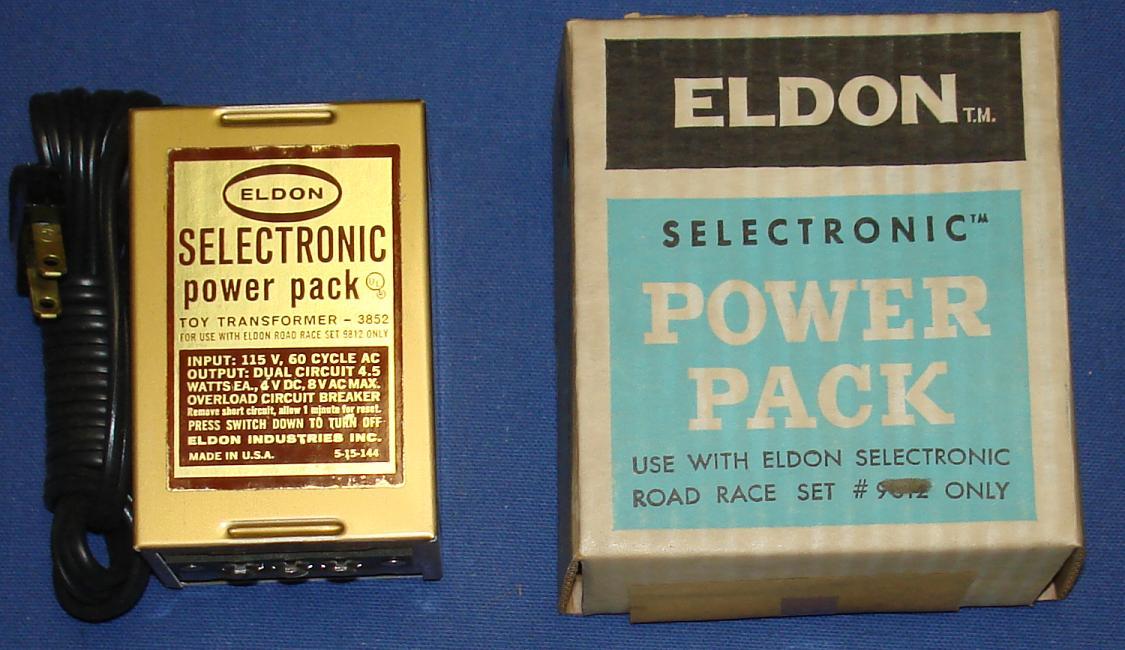 ELDON
SELECTRONIC
power pack
TOY TRANSFORMER - 3852
FOR USE WITH ELDON ROAD RACE SET 9812 ONLY
INPUT: 115 V, 60 CYCLE AC
OUTPUT: DUAL CIRCUIT 4.5
WATTS EA., V DC, 8 V AC MAX.
OVERLOAD CIRCUIT BREAKER
Remove short circuit, allow 1 minute for reset.
PRESS SWITCH DOWN TO TURN OFF
ELDON INDUSTRIES INC.
MADE IN U.S.A. 5-15-144
ELDON T.M.
SELECTRONIC™
POWER
PACK
USE WITH ELDON SELECTRONIC
ROAD RACE SET # ONLY